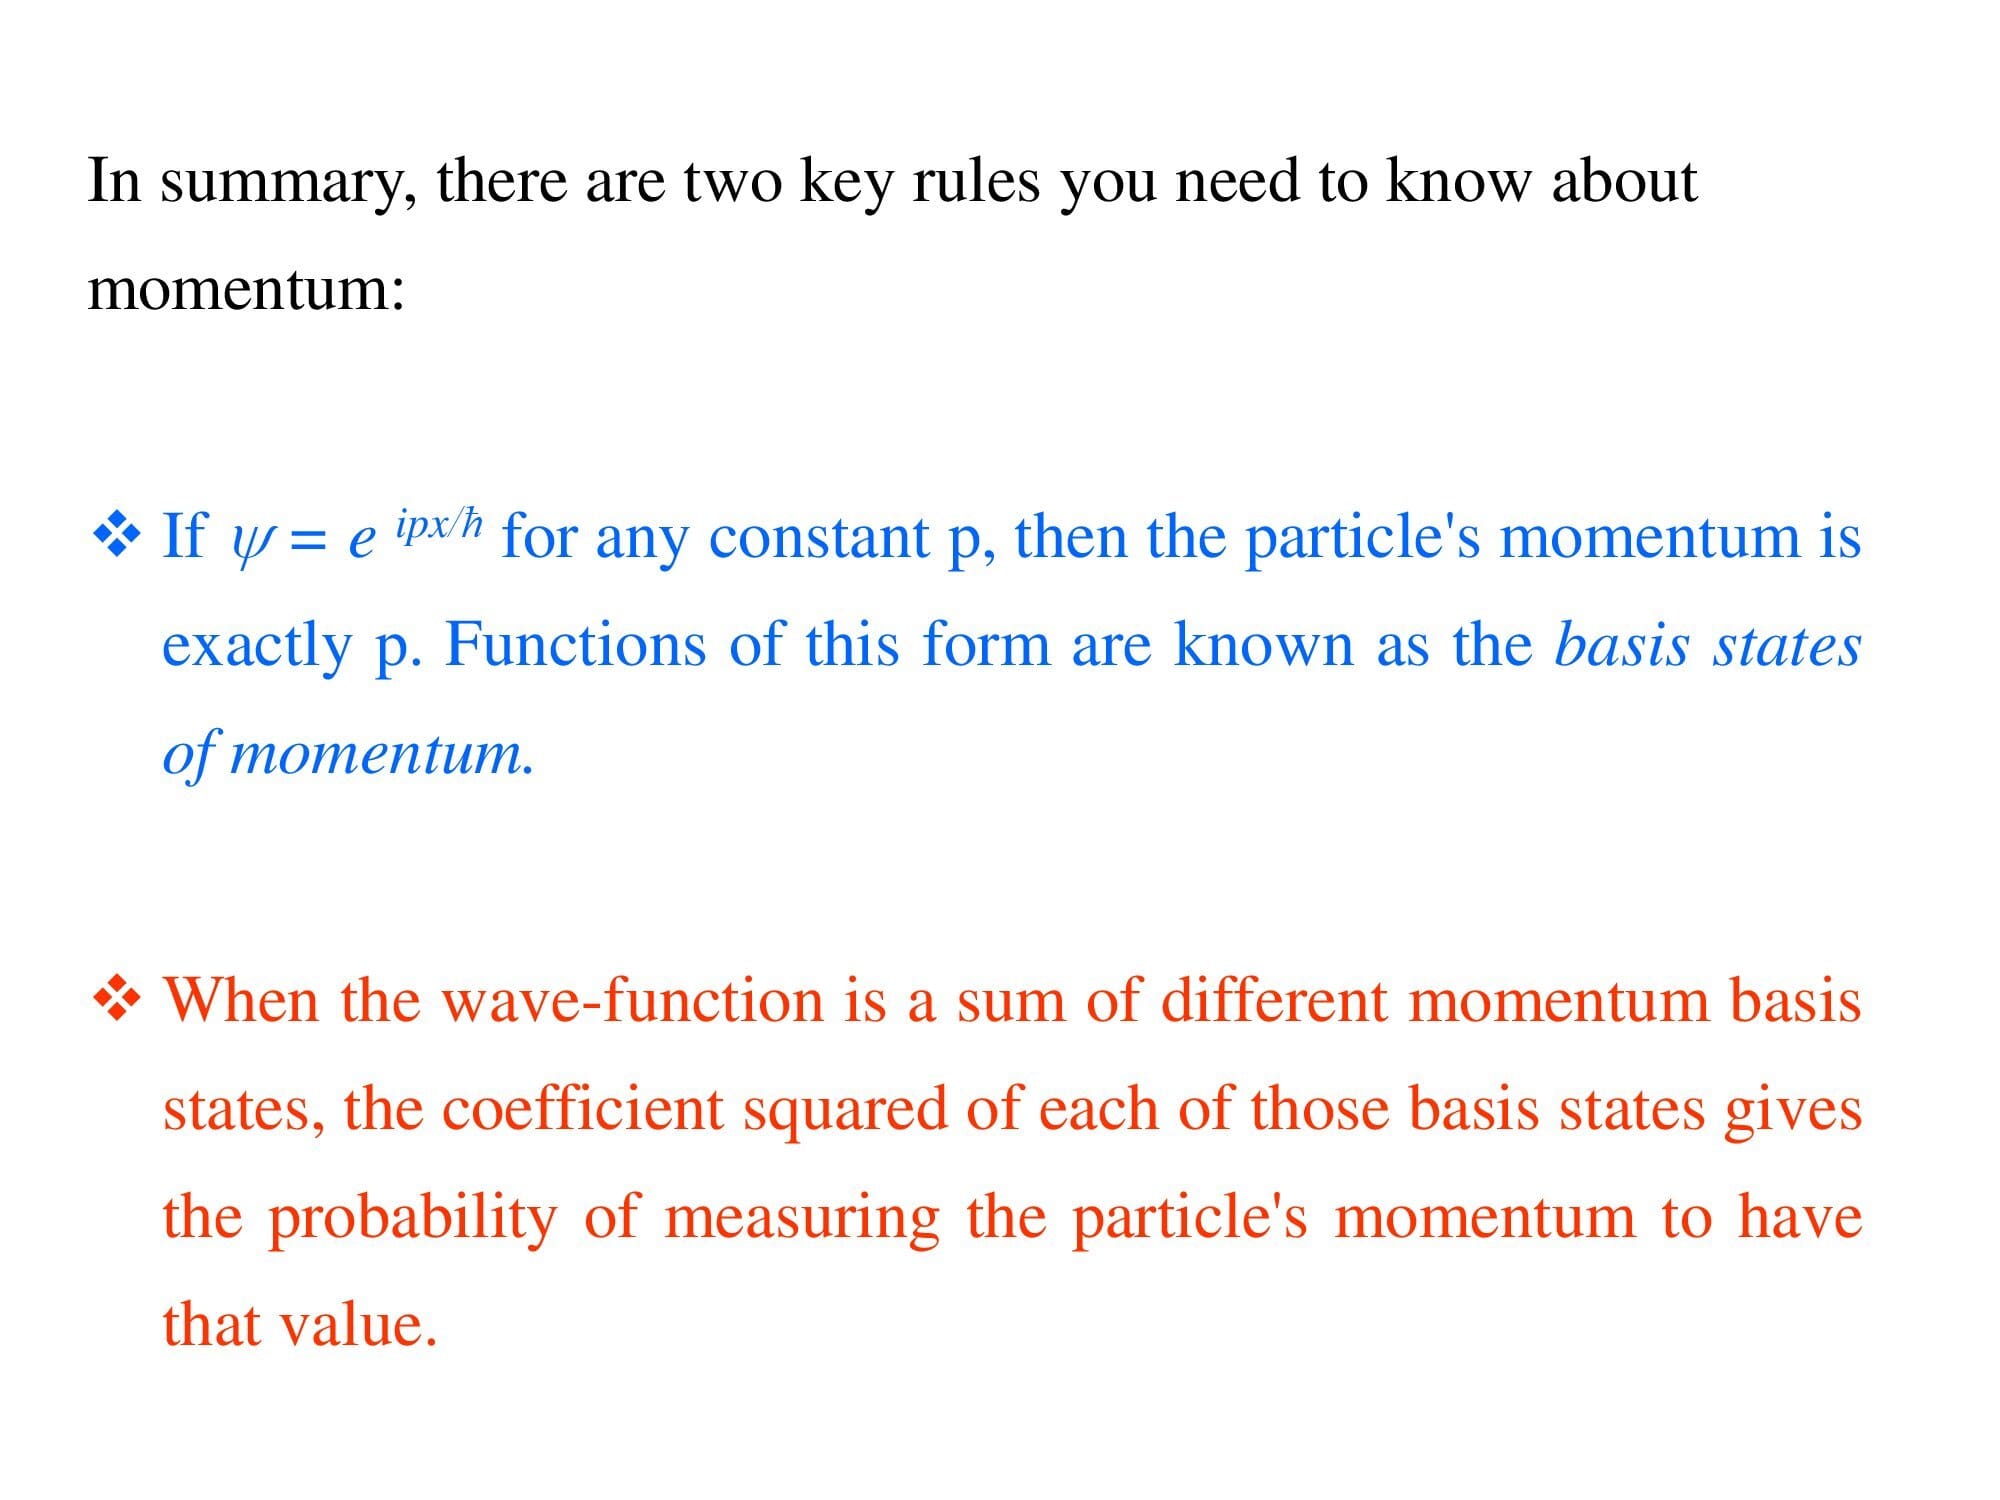 In summary, there are two key rules you need to know about
momentum:
❖ If ψ = e ipx/ħ for any constant p, then the particle's momentum is
exactly p. Functions of this form are known as the basis states
of momentum.
❖ When the wave-function is a sum of different momentum basis
states, the coefficient squared of each of those basis states gives
the probability of measuring the particle's momentum to have
that value.